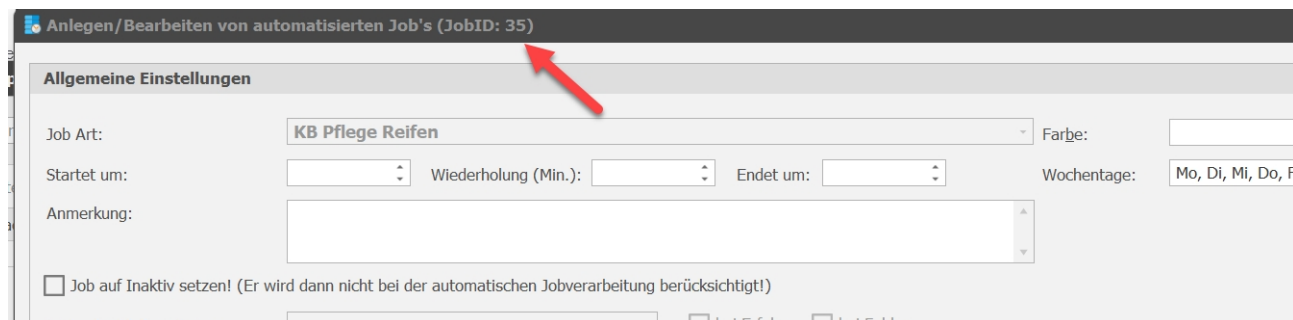 Anlegen/Bearbeiten von automatisierten Job's (JobID: 35)
Allgemeine Einstellungen
Job Art: KB Pflege Reifen Farbe:
Startet um: Wiederholung (Min.): Endet um: Wochentage: Mo, Di, Mi, Do,
Anmerkung:
Job auf Inaktiv setzen! (Er wird dann nicht bei der automatischen Jobverarbeitung berücksichtigt!)